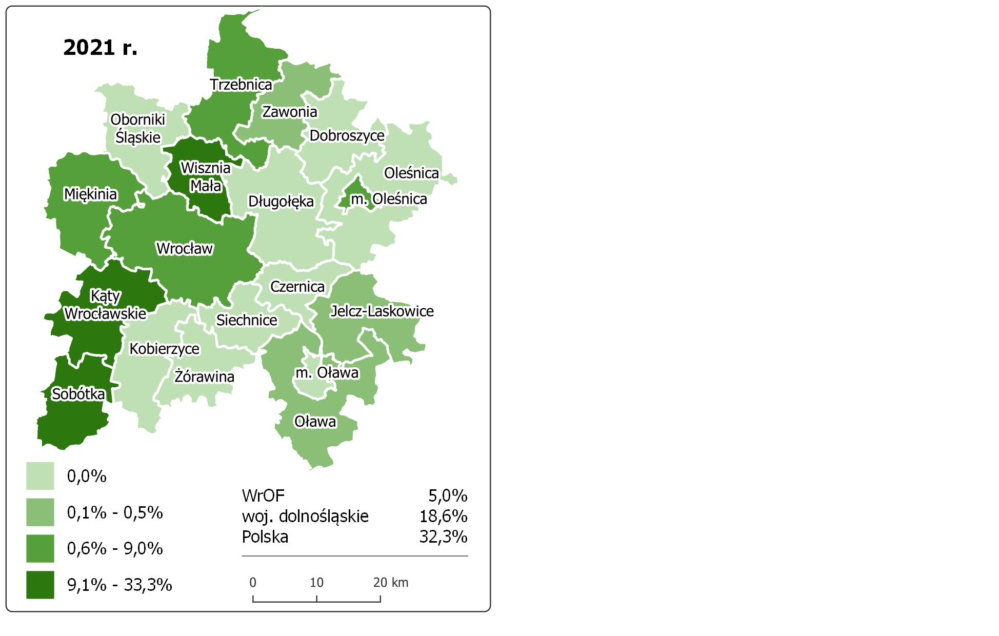 2021 r.
Trzebnica
Zawonia
Oborniki
Śląskie
Dobroszyce
Wisznia
Mała
Oleśnica
Miękinia
Długołęka
m. Oleśnica
Wrocław
Czernica
Kąty
Wrocławskie
Jelcz-Laskowice
Siechnice
Kobierzyce
m. Oława
Żórawina
Sobótka
Oława
0,0%
0,1% - 0,5%
0,6% - 9,0%
9,1% - 33,3%
WrOF 5,0%
woj. dolnośląskie 18,6%
Polska 32,3%
0 10 20 km